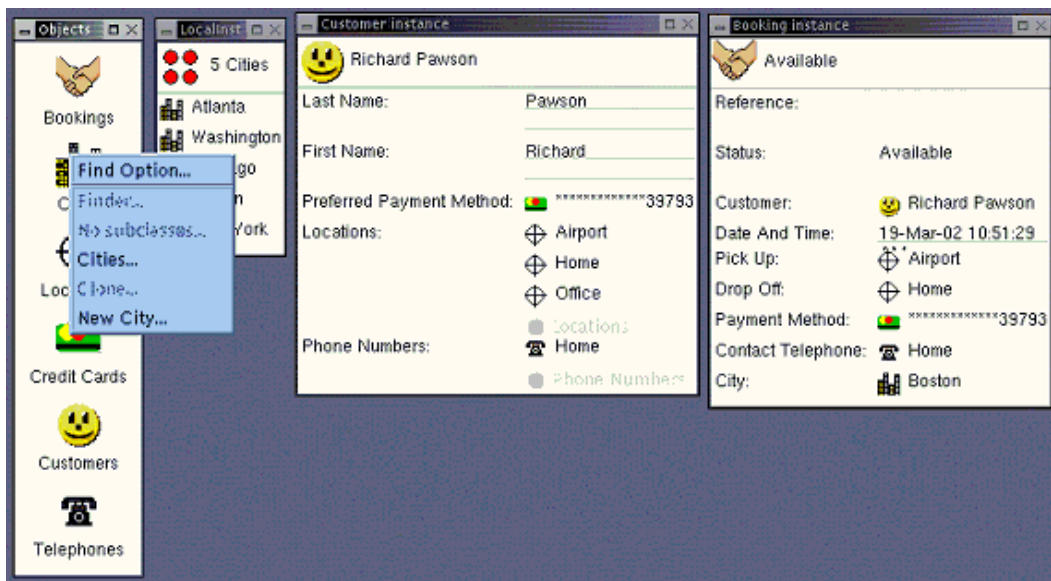 Objects
Bookings
Credit Cards
Customers
Telephones
Find Option...
Finder...
No subclasses...
Cities...
Clone...
New City...
LocalInst
5 Cities
Atlanta
Washington
Customer instance
Richard Pawson
Last Name: Pawson
First Name: Richard
Preferred Payment Method: *************39793
Locations: Airport
Home
Office
Locations
Phone Numbers: Home
Phone Numbers
Booking instance
Available
Reference:
Status: Available
Customer: Richard Pawson
Date And Time: 19-Mar-02 10:51:29
Pick Up: Airport
Drop Off: Home
Payment Method: *************39793
Contact Telephone: Home
City: Boston